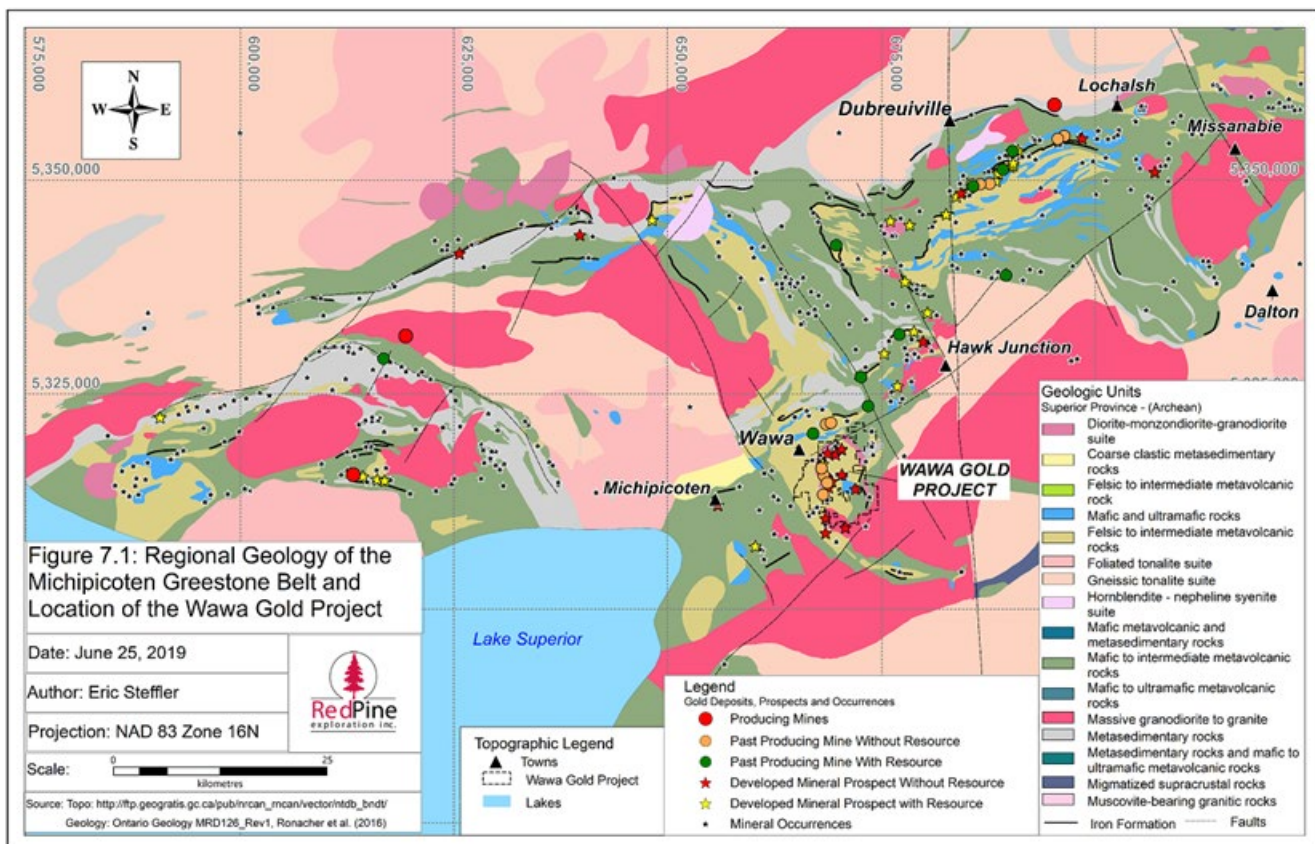 575,000
600,000
625,000
650,000
675,000
N
W E
S
Dubreuiville
Lochalsh
Missanabie
5,350,000
5,350,000
Dalton
Hawk Junction
5,325,000
Wawa
WAWA GOLD
PROJECT
Michipicoten
Lake Superior
Figure 7.1: Regional Geology of the
Michipicoten Greestone Belt and
Location of the Wawa Gold Project
Date: June 25, 2019
Author: Eric Steffler
Projection: NAD 83 Zone 16N
RedPine
exploration inc.
Scale:
0 25
kilometres
Source: Topo: http://ftp.geogratis.gc.ca/pub/nrcan_rncan/vector/ntdb_bndt/
Geology: Ontario Geology MRD126_Rev1, Ronacher et al. (2016)
Topographic Legend
Towns
Wawa Gold Project
Lakes
Legend
Gold Deposits, Prospects and Occurrences
Producing Mines
Past Producing Mine Without Resource
Past Producing Mine With Resource
Developed Mineral Prospect Without Resource
Developed Mineral Prospect with Resource
Mineral Occurrences
Geologic Units
Superior Province - (Archean)
Diorite-monzondiorite-granodiorite
suite
Coarse clastic metasedimentary
rocks
Felsic to intermediate metavolcanic
rock
Mafic and ultramafic rocks
Felsic to intermediate metavolcanic
rocks
Foliated tonalite suite
Gneissic tonalite suite
Hornblendite - nepheline syenite
suite
Mafic metavolcanic and
metasedimentary rocks
Mafic to intermediate metavolcanic
rocks
Mafic to ultramafic metavolcanic
rocks
Massive granodiorite to granite
Metasedimentary rocks
Metasedimentary rocks and mafic to
ultramafic metavolcanic rocks
Migmatized supracrustal rocks
Muscovite-bearing granitic rocks
Iron Formation Faults